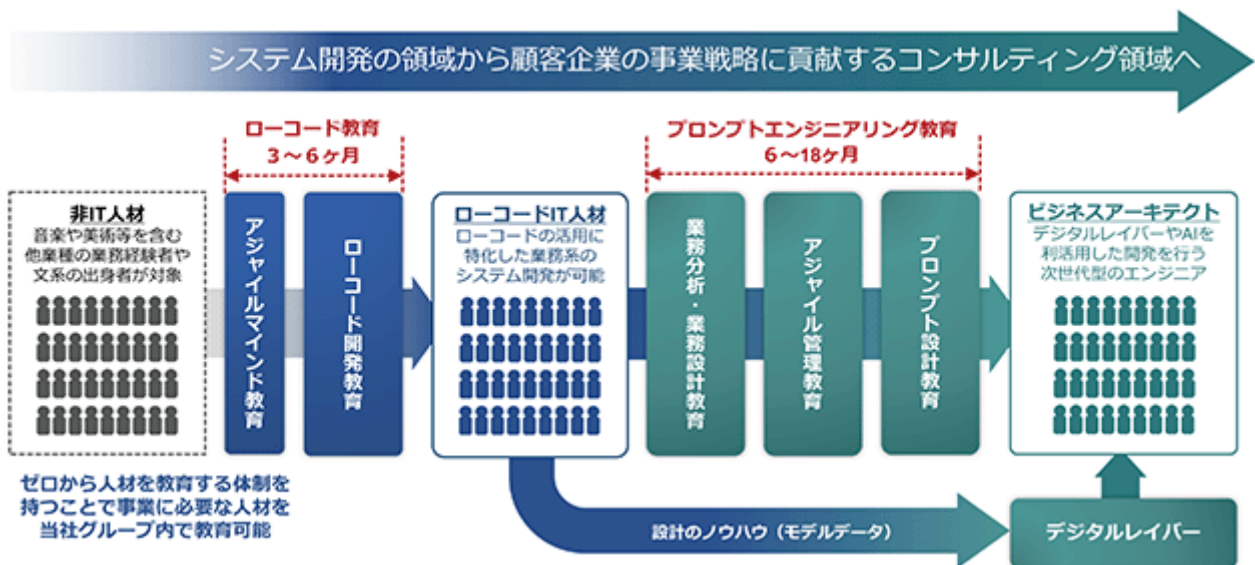 システム開発の領域から顧客企業の事業戦略に貢献するコンサルティング領域へ
ローコード教育
3～6ヶ月
プロンプトエンジニアリング教育
6～18ヶ月
非IT人材
音楽や美術等を含む
他業種の業務経験者や
文系の出身者が対象
アジャイルマインド教育
ローコード開発教育
ローコードIT人材
ローコードの活用に
特化した業務系の
システム開発が可能
業務分析・業務設計教育
アジャイル管理教育
プロンプト設計教育
ビジネスアーキテクト
デジタルレイバーやAIを
利活用した開発を行う
次世代型のエンジニア
ゼロから人材を教育する体制を
持つことで事業に必要な人材を
当社グループ内で教育可能
設計のノウハウ（モデルデータ）
デジタルレイバー